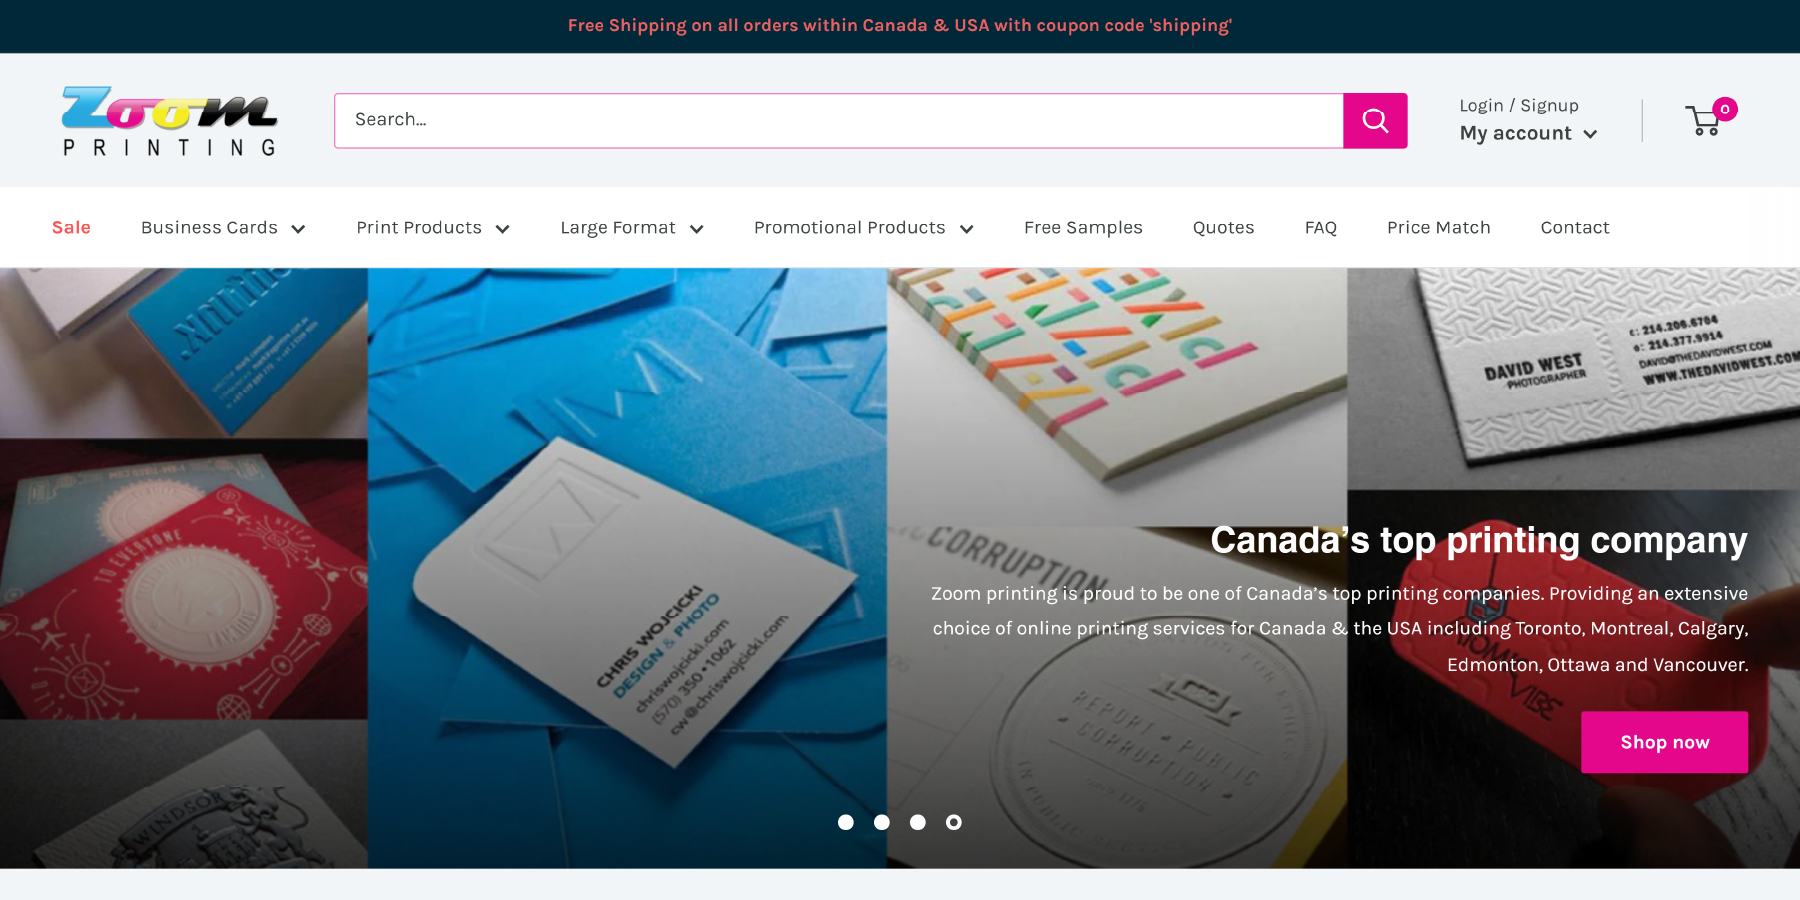 Free Shipping on all orders within Canada & USA with coupon code 'shipping'
Zoom
PRINTING
Search...
Login / Signup
My account
0
Sale
Business Cards
Print Products
Large Format
Promotional Products
Free Samples
Quotes
FAQ
Price Match
Contact
c: 214.206.6704
o: 214.377.9914
DAVID@THEDAVIDWEST.COM
WWW.THEDAVIDWEST.COM
DAVID WEST
PHOTOGRAPHER
TO EVERYONE
CHRIS WOJCICKI
DESIGN & PHOTO
chriswojcicki.com
(570) 350•1062
cw@chriswojcicki.com
CORRUPTION
Canada’s top printing company
Zoom printing is proud to be one of Canada’s top printing companies. Providing an extensive
choice of online printing services for Canada & the USA including Toronto, Montreal, Calgary,
Edmonton, Ottawa and Vancouver.
REPORT • PUBLIC
CORRUPTION
VIBE
Shop now
WINDSOR